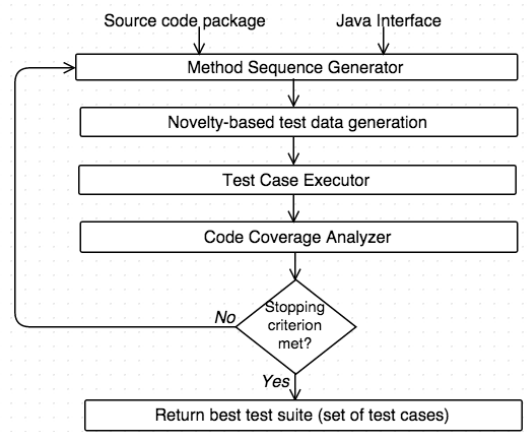 Source code package
Java Interface
Method Sequence Generator
Novelty-based test data generation
Test Case Executor
Code Coverage Analyzer
Stopping
criterion
met?
No
Yes
Return best test suite (set of test cases)